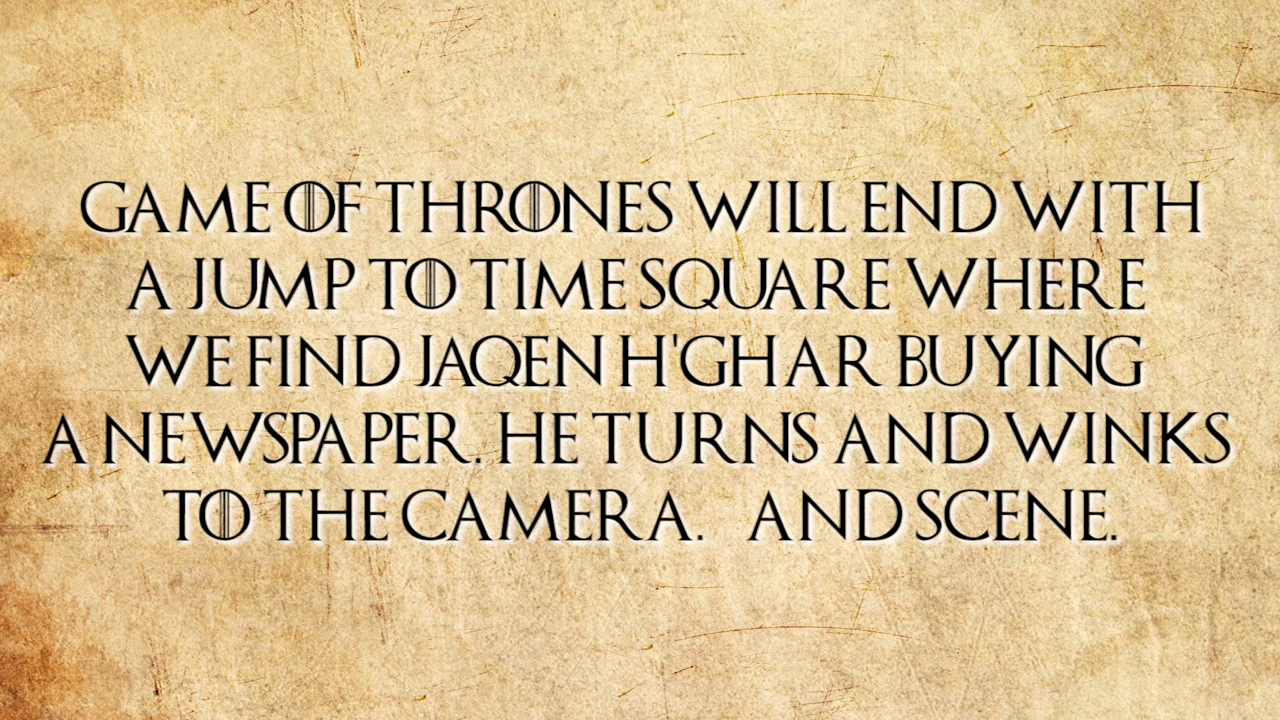 GAME OF THRONES WILL END WITH
A JUMP TO TIME SQUARE WHERE
WE FIND JAQEN H'GHAR BUYING
A NEWSPAPER. HE TURNS AND WINKS
TO THE CAMERA. AND SCENE.